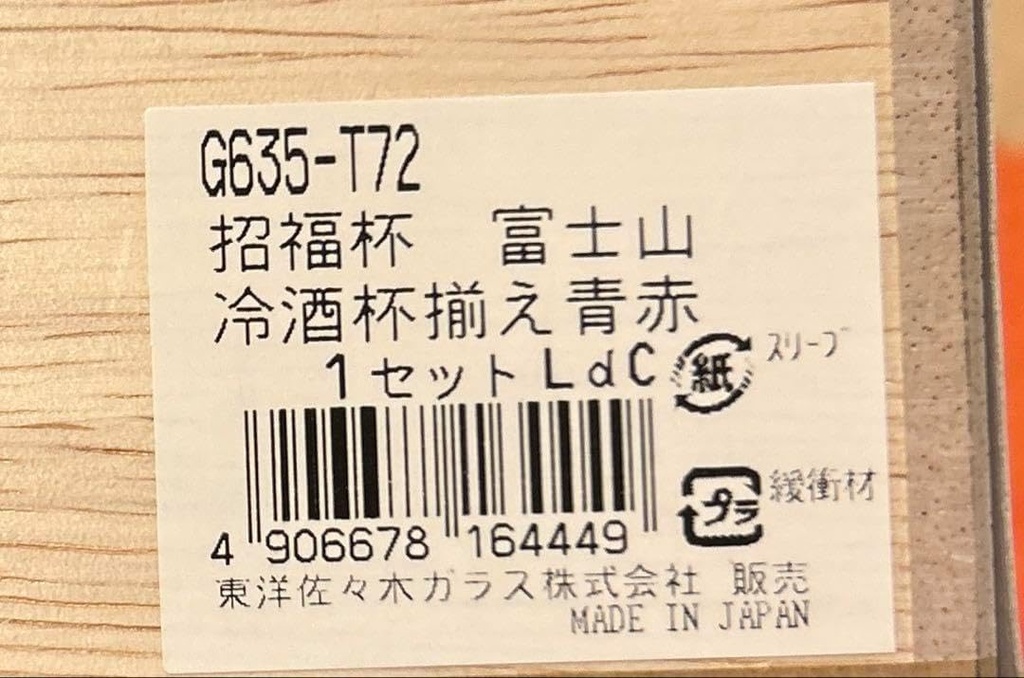 G635-T72
招福杯　富士山
冷酒杯揃え青赤
1セットLdC
紙 スリーブ
プラ 緩衝材
4 906678 164449
東洋佐々木ガラス株式会社 販売
MADE IN JAPAN